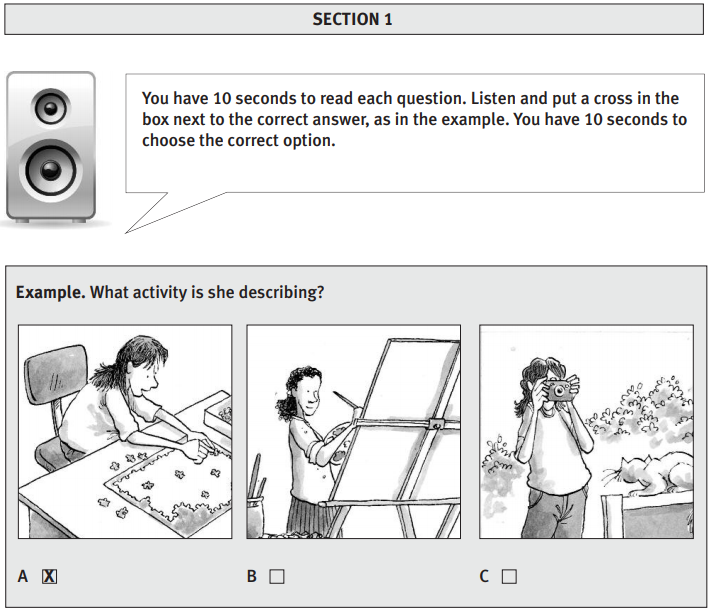 SECTION 1
You have 10 seconds to read each question. Listen and put a cross in the
box next to the correct answer, as in the example. You have 10 seconds to
choose the correct option.
Example. What activity is she describing?
A X
B
C